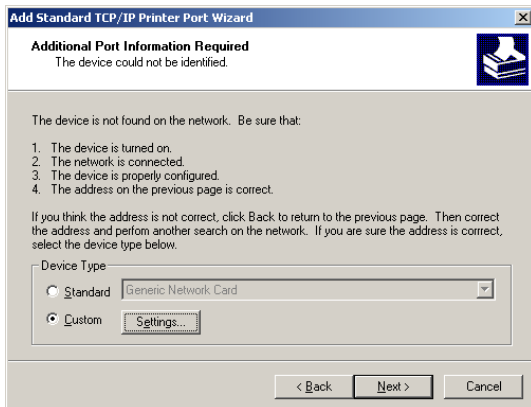 Add Standard TCP/IP Printer Port Wizard
Additional Port Information Required
The device could not be identified.
The device is not found on the network. Be sure that:
1. The device is turned on.
2. The network is connected.
3. The device is properly configured.
4. The address on the previous page is correct.
If you think the address is not correct, click Back to return to the previous page. Then correct
the address and perfom another search on the network. If you are sure the address is correct,
select the device type below.
Device Type
Standard
Generic Network Card
Custom
Settings...
< Back
Next >
Cancel